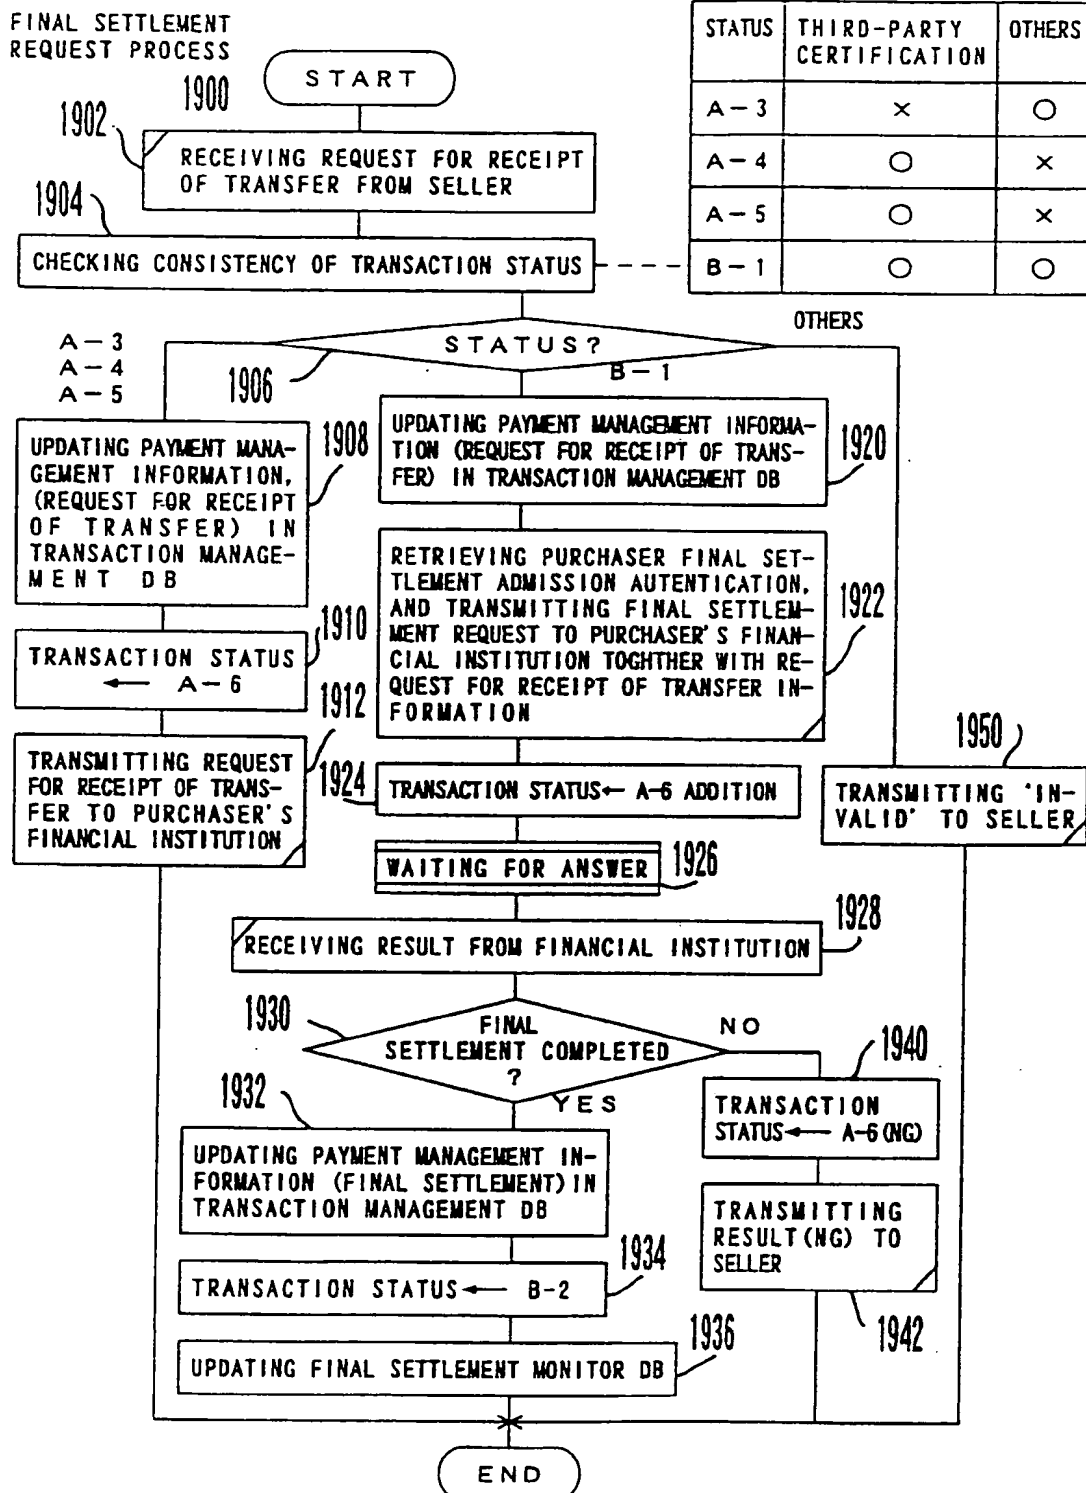 FINAL SETTLEMENT
REQUEST PROCESS
1900
START
STATUS THIRD-PARTY CERTIFICATION OTHERS
A-3 × ○
A-4 ○ ×
A-5 ○ ×
B-1 ○ ○
1902
RECEIVING REQUEST FOR RECEIPT
OF TRANSFER FROM SELLER
1904
CHECKING CONSISTENCY OF TRANSACTION STATUS
STATUS?
1906
A-3
A-4
A-5
B-1
OTHERS
1908
UPDATING PAYMENT MANA-
GEMENT INFORMATION,
(REQUEST FOR RECEIPT
OF TRANSFER) IN
TRANSACTION MANAGE-
MENT DB
1910
TRANSACTION STATUS
← A-6
1912
TRANSMITTING REQUEST
FOR RECEIPT OF TRANS-
FER TO PURCHASER'S
FINANCIAL INSTITUTION
UPDATING PAYMENT MANAGEMENT INFORMA-
TION (REQUEST FOR RECEIPT OF TRANS-
FER) IN TRANSACTION MANAGEMENT DB
1920
RETRIEVING PURCHASER FINAL SET-
TLEMENT ADMISSION AUTENTICATION,
AND TRANSMITTING FINAL SETTLE-
MENT REQUEST TO PURCHASER'S FINAN-
CIAL INSTITUTION TOGHTHER WITH RE-
QUEST FOR RECEIPT OF TRANSFER IN-
FORMATION
1922
1924
TRANSACTION STATUS← A-6 ADDITION
WAITING FOR ANSWER
1926
RECEIVING RESULT FROM FINANCIAL INSTITUTION
1928
1930
FINAL
SETTLEMENT COMPLETED
?
NO
YES
1932
UPDATING PAYMENT MANAGEMENT IN-
FORMATION (FINAL SETTLEMENT) IN
TRANSACTION MANAGEMENT DB
1934
TRANSACTION STATUS← B-2
1936
UPDATING FINAL SETTLEMENT MONITOR DB
1940
TRANSACTION
STATUS← A-6(NG)
TRANSMITTING
RESULT(NG) TO
SELLER
1942
1950
TRANSMITTING 'IN-
VALID' TO SELLER
END